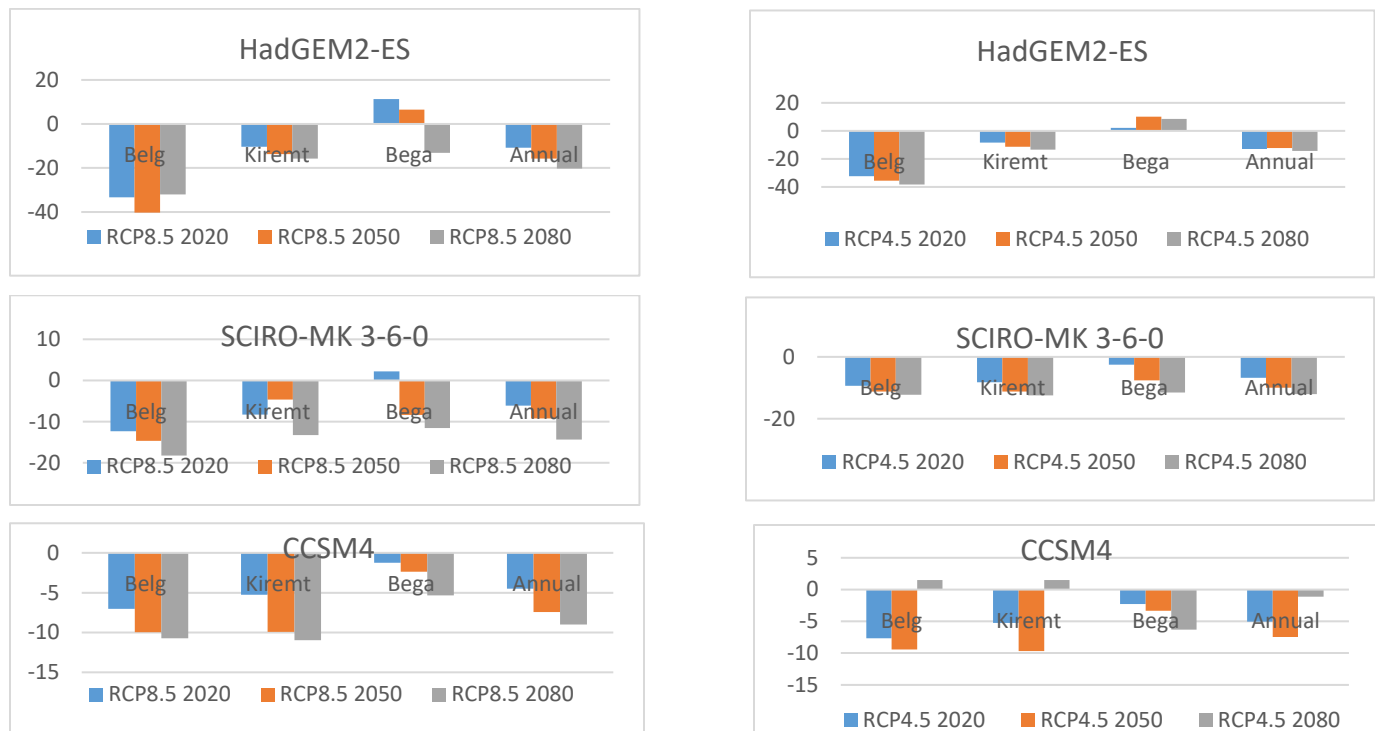 HadGEM2-ES
20
0
-20
-40
Belg Kiremt Bega Annual
RCP8.5 2020 RCP8.5 2050 RCP8.5 2080
HadGEM2-ES
20
0
-20
-40
Belg Kiremt Bega Annual
RCP4.5 2020 RCP4.5 2050 RCP4.5 2080
SCIRO-MK 3-6-0
10
0
-10
-20
Belg Kiremt Bega Annual
RCP8.5 2020 RCP8.5 2050 RCP8.5 2080
SCIRO-MK 3-6-0
0
-20
Belg Kiremt Bega Annual
RCP4.5 2020 RCP4.5 2050 RCP4.5 2080
CCSM4
0
-5
-10
-15
Belg Kiremt Bega Annual
RCP8.5 2020 RCP8.5 2050 RCP8.5 2080
CCSM4
5
0
-5
-10
-15
Belg Kiremt Bega Annual
RCP4.5 2020 RCP4.5 2050 RCP4.5 2080